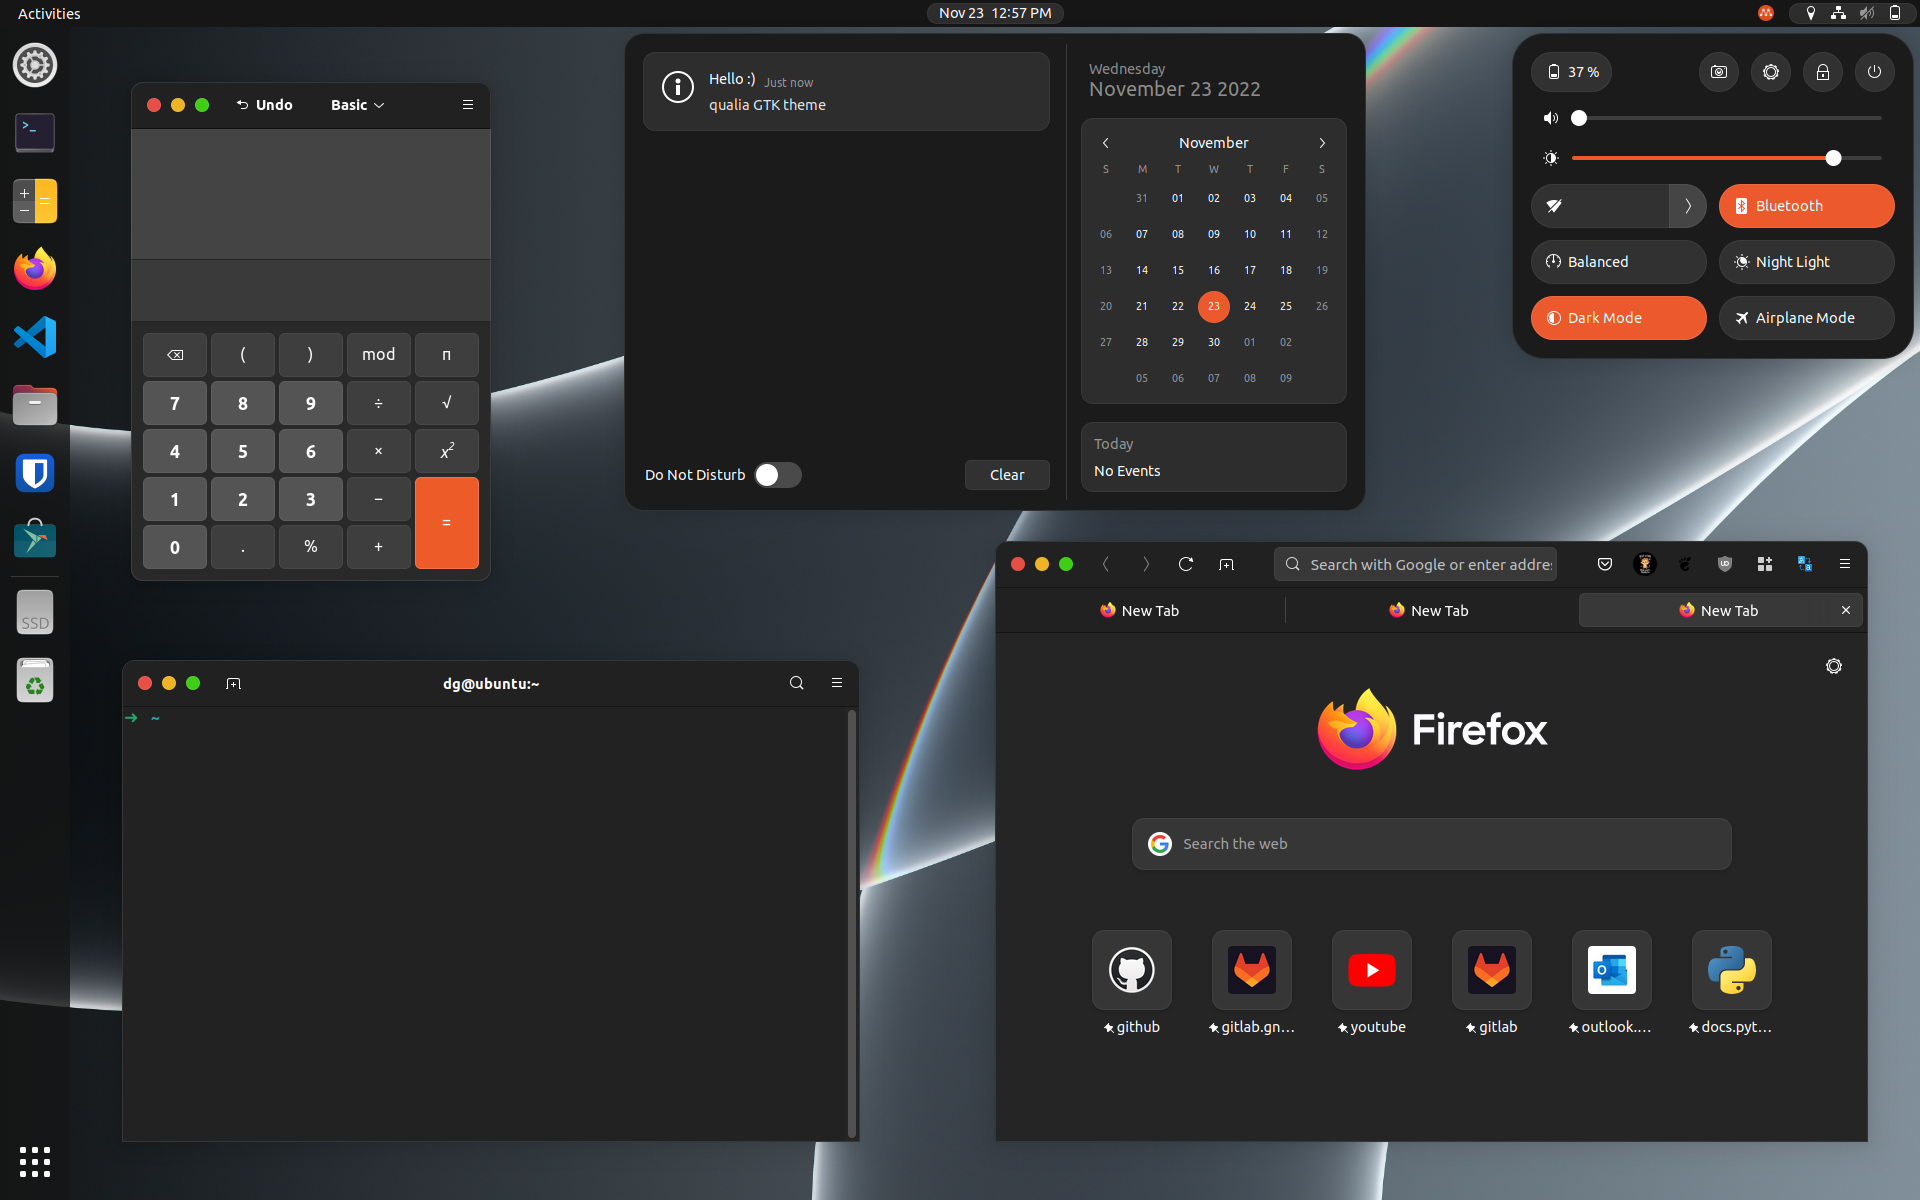 Activities
Nov 23 12:57 PM
Undo
Basic
( ) mod π
7 8 9 ÷ √
4 5 6 × x²
1 2 3 − =
0 . % +
Hello :) Just now
qualia GTK theme
Do Not Disturb
Clear
Wednesday
November 23 2022
November
S M T W T F S
31 01 02 03 04 05
06 07 08 09 10 11 12
13 14 15 16 17 18 19
20 21 22 23 24 25 26
27 28 29 30 01 02
05 06 07 08 09
Today
No Events
37 %
Bluetooth
Balanced
Night Light
Dark Mode
Airplane Mode
SSD
dg@ubuntu:~
➜ ~
Search with Google or enter addres
New Tab
New Tab
New Tab
Firefox
Search the web
github
gitlab.gn…
youtube
gitlab
outlook.…
docs.pyt…